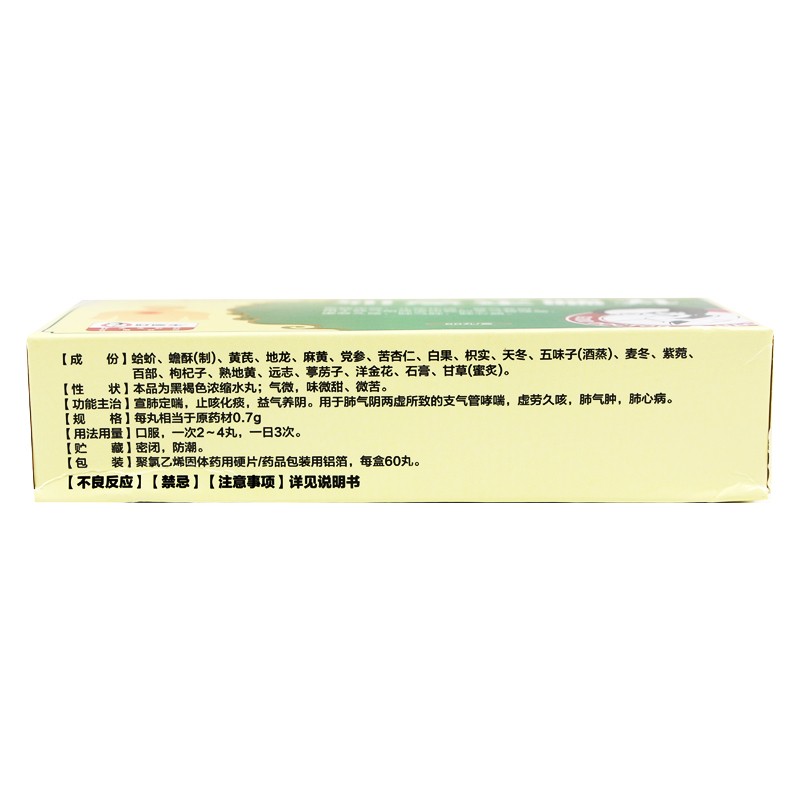 60丸/盒
【成　　份】蛤蚧、蟾酥(制)、黄芪、地龙、麻黄、党参、苦杏仁、白果、枳实、天冬、五味子(酒蒸)、麦冬、紫菀、
百部、枸杞子、熟地黄、远志、葶苈子、洋金花、石膏、甘草(蜜炙)。
【性　　状】本品为黑褐色浓缩水丸；气微，味微甜、微苦。
【功能主治】宣肺定喘，止咳化痰，益气养阴。用于肺气阴两虚所致的支气管哮喘，虚劳久咳，肺气肿，肺心病。
【规　　格】每丸相当于原药材0.7g
【用法用量】口服，一次2～4丸，一日3次。
【贮　　藏】密闭，防潮。
【包　　装】聚氯乙烯固体药用硬片/药品包装用铝箔，每盒60丸。
【不良反应】【禁忌】【注意事项】详见说明书